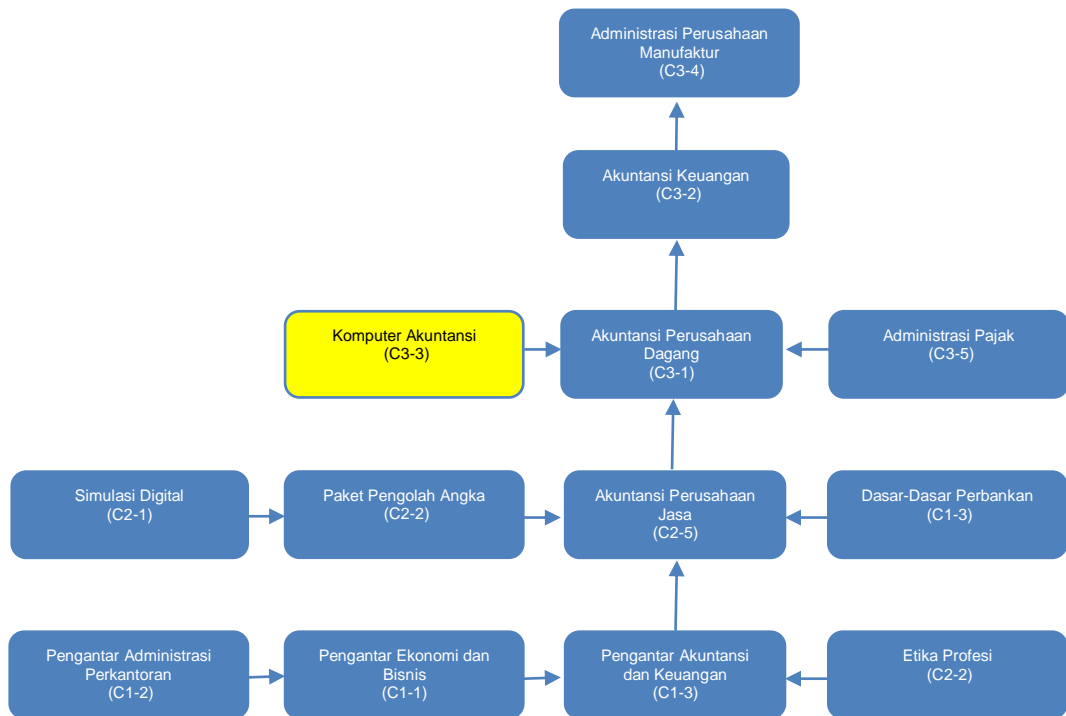 Administrasi Perusahaan
Manufaktur
(C3-4)
Akuntansi Keuangan
(C3-2)
Komputer Akuntansi
(C3-3)
Akuntansi Perusahaan
Dagang
(C3-1)
Administrasi Pajak
(C3-5)
Simulasi Digital
(C2-1)
Paket Pengolah Angka
(C2-2)
Akuntansi Perusahaan
Jasa
(C2-5)
Dasar-Dasar Perbankan
(C1-3)
Pengantar Administrasi
Perkantoran
(C1-2)
Pengantar Ekonomi dan
Bisnis
(C1-1)
Pengantar Akuntansi
dan Keuangan
(C1-3)
Etika Profesi
(C2-2)